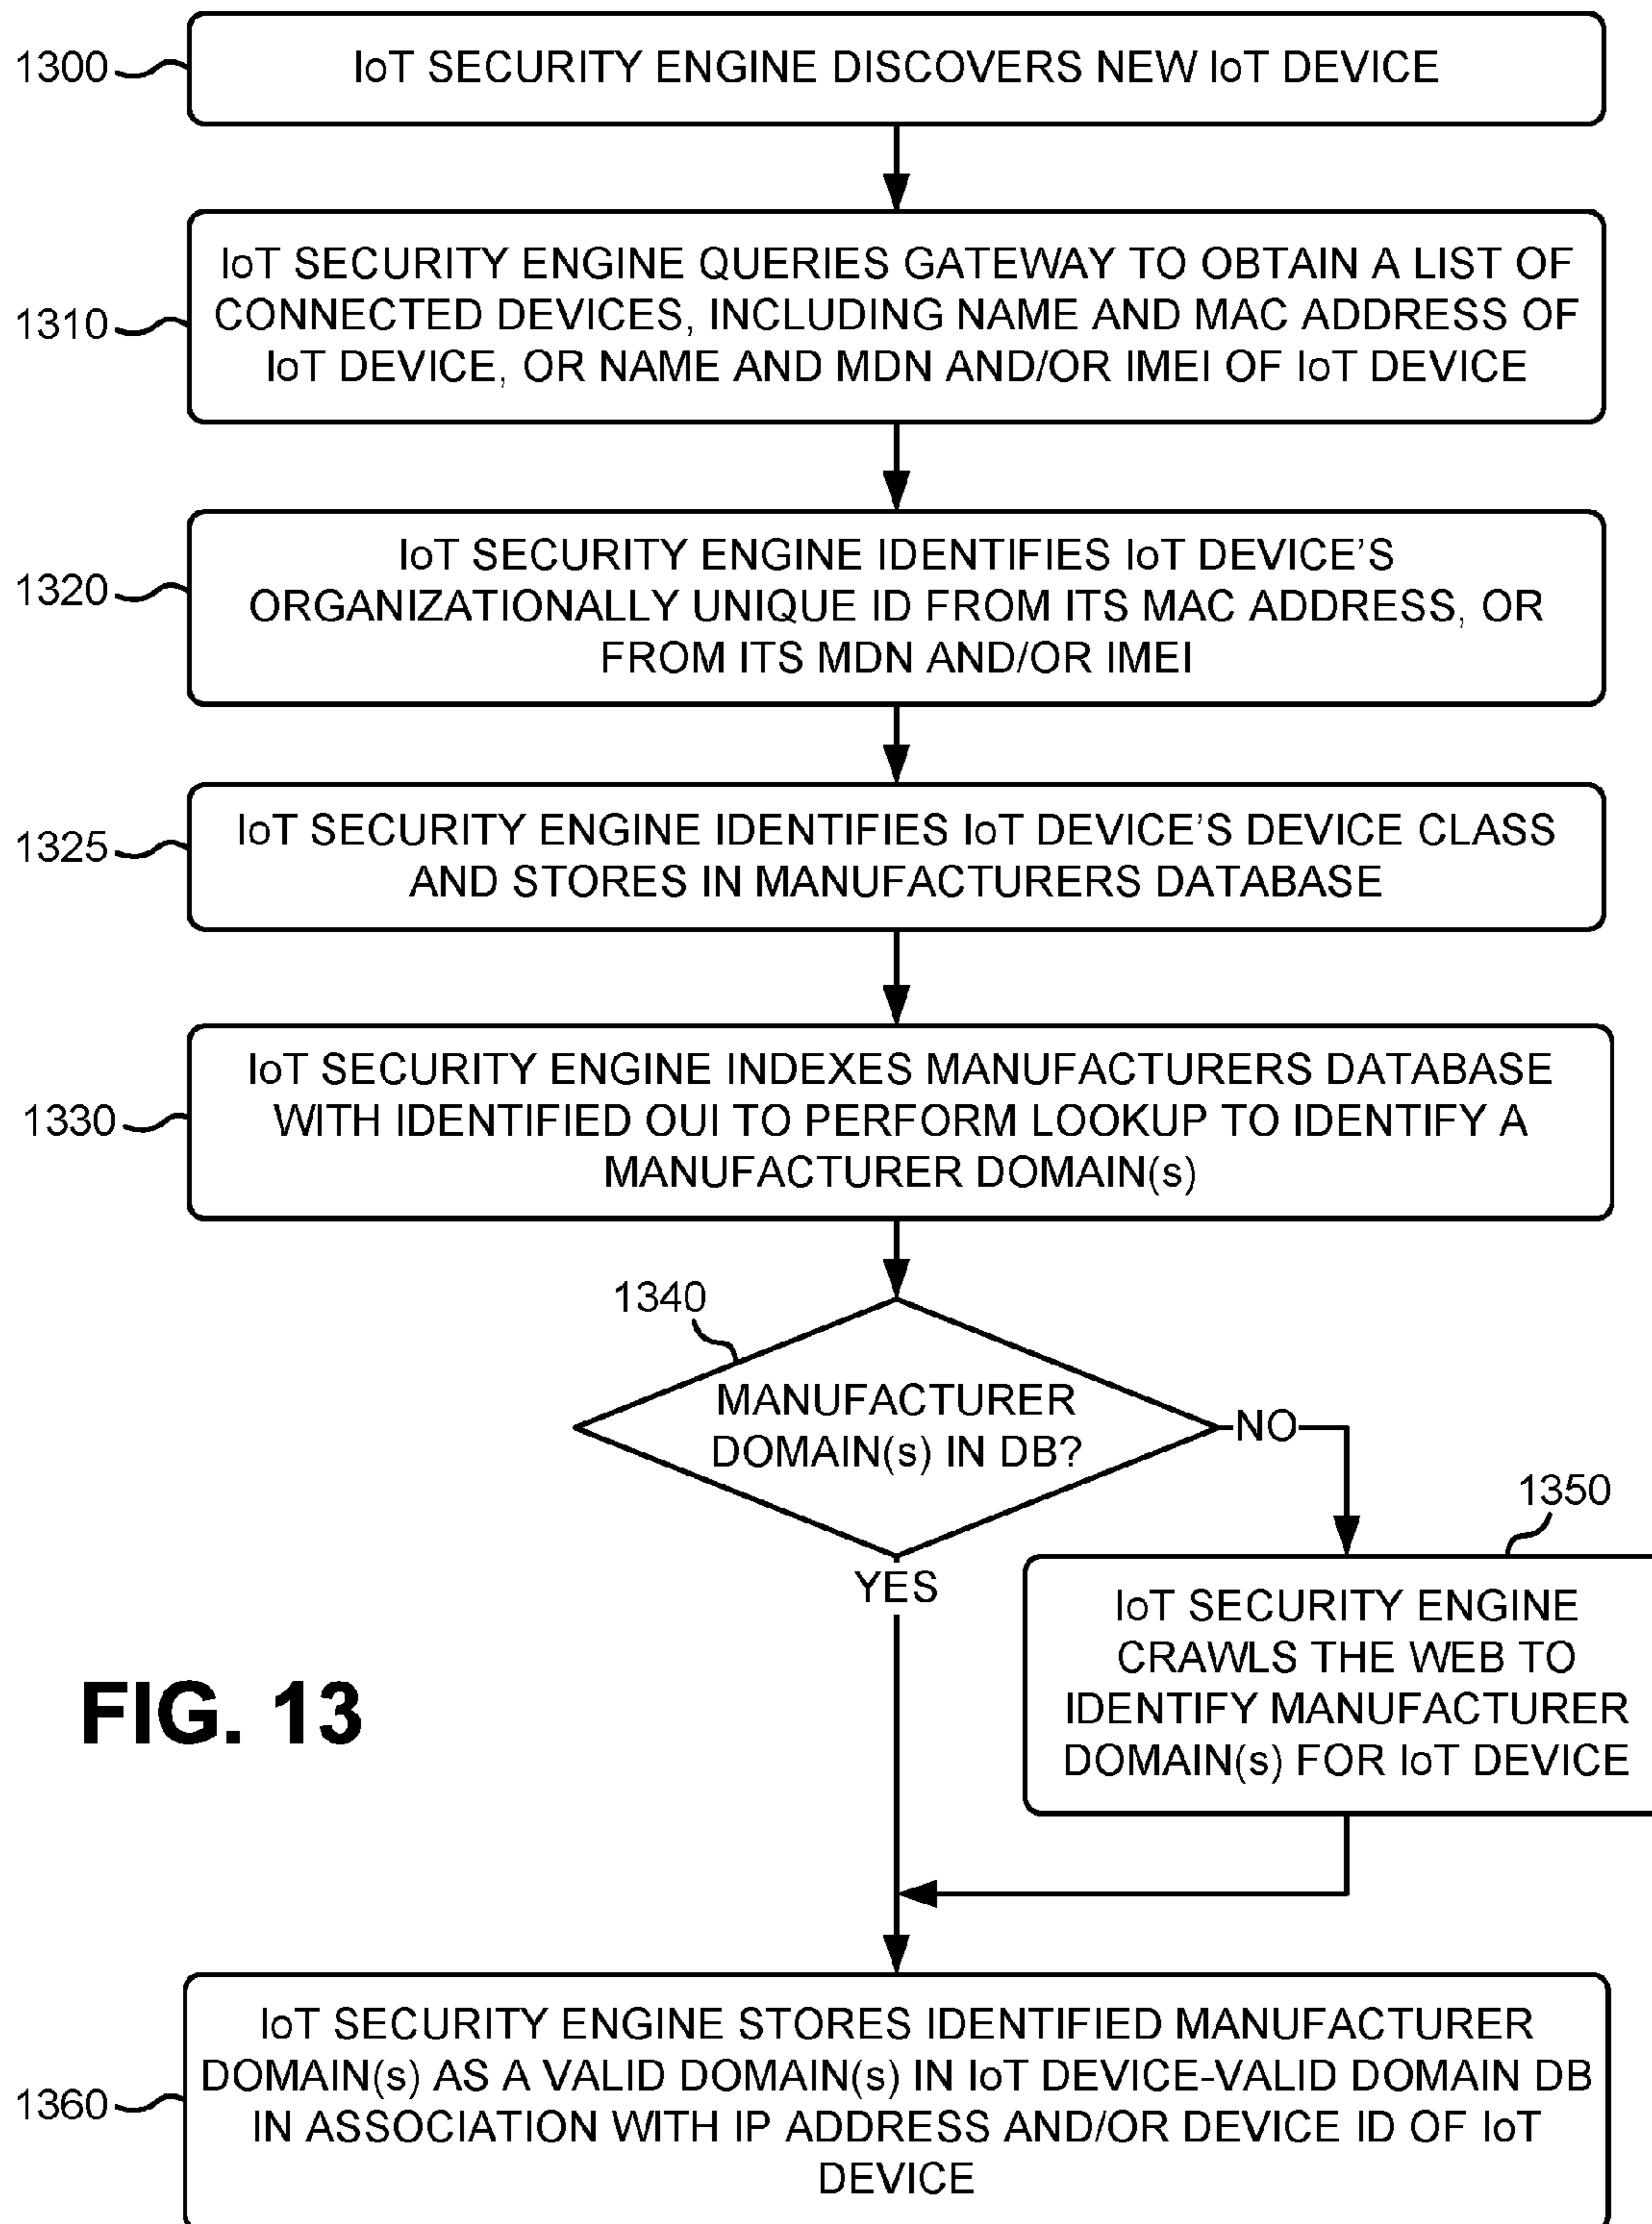 1300
IoT SECURITY ENGINE DISCOVERS NEW IoT DEVICE
1310
IoT SECURITY ENGINE QUERIES GATEWAY TO OBTAIN A LIST OF
CONNECTED DEVICES, INCLUDING NAME AND MAC ADDRESS OF
IoT DEVICE, OR NAME AND MDN AND/OR IMEI OF IoT DEVICE
1320
IoT SECURITY ENGINE IDENTIFIES IoT DEVICE'S
ORGANIZATIONALLY UNIQUE ID FROM ITS MAC ADDRESS, OR
FROM ITS MDN AND/OR IMEI
1325
IoT SECURITY ENGINE IDENTIFIES IoT DEVICE'S DEVICE CLASS
AND STORES IN MANUFACTURERS DATABASE
1330
IoT SECURITY ENGINE INDEXES MANUFACTURERS DATABASE
WITH IDENTIFIED OUI TO PERFORM LOOKUP TO IDENTIFY A
MANUFACTURER DOMAIN(s)
1340
MANUFACTURER
DOMAIN(s) IN DB?
NO
YES
1350
IoT SECURITY ENGINE
CRAWLS THE WEB TO
IDENTIFY MANUFACTURER
DOMAIN(s) FOR IoT DEVICE
FIG. 13
1360
IoT SECURITY ENGINE STORES IDENTIFIED MANUFACTURER
DOMAIN(s) AS A VALID DOMAIN(s) IN IoT DEVICE-VALID DOMAIN DB
IN ASSOCIATION WITH IP ADDRESS AND/OR DEVICE ID OF IoT
DEVICE